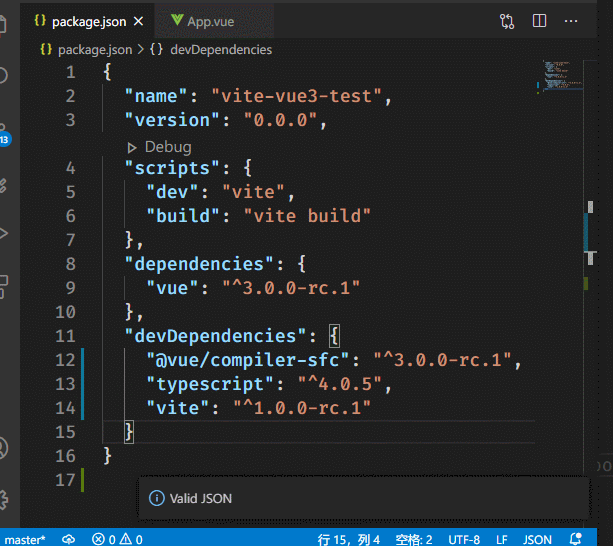 package.json
App.vue
package.json > {} devDependencies
1 {
2 "name": "vite-vue3-test",
3 "version": "0.0.0",
Debug
4 "scripts": {
5 "dev": "vite",
6 "build": "vite build"
7 },
8 "dependencies": {
9 "vue": "^3.0.0-rc.1"
10 },
11 "devDependencies": {
12 "@vue/compiler-sfc": "^3.0.0-rc.1",
13 "typescript": "^4.0.5",
14 "vite": "^1.0.0-rc.1"
15 }
16 }
17
13
Valid JSON
master* 0 0 行 15，列 4 空格: 2 UTF-8 LF JSON